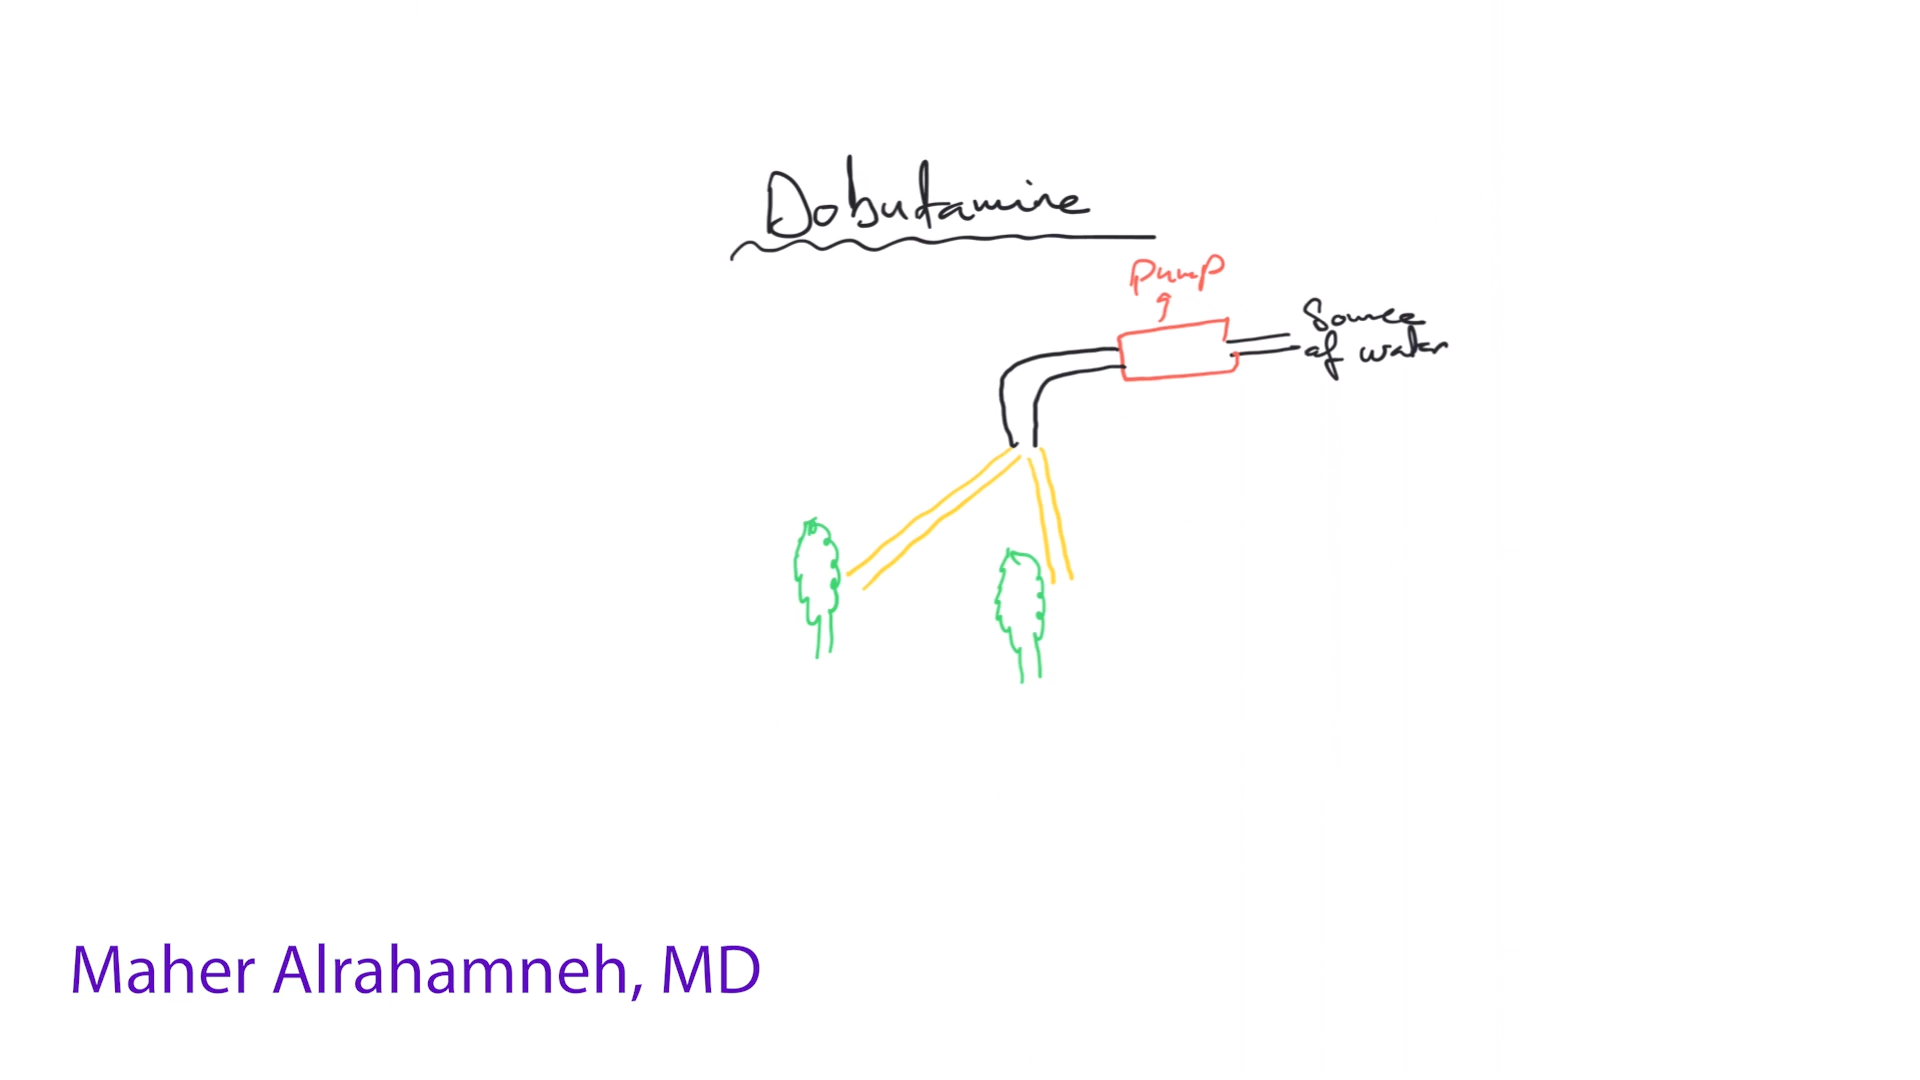 Dobutamine
Pump
Source
of water
Maher Alrahamneh, MD